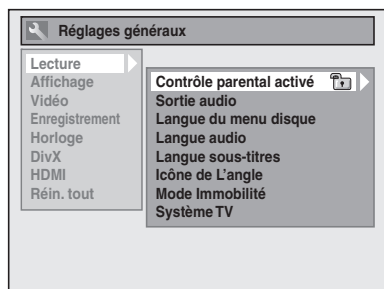 Réglages généraux
Lecture
Affichage
Vidéo
Enregistrement
Horloge
DivX
HDMI
Réin. tout
Contrôle parental activé
Sortie audio
Langue du menu disque
Langue audio
Langue sous-titres
Icône de L'angle
Mode Immobilité
Système TV